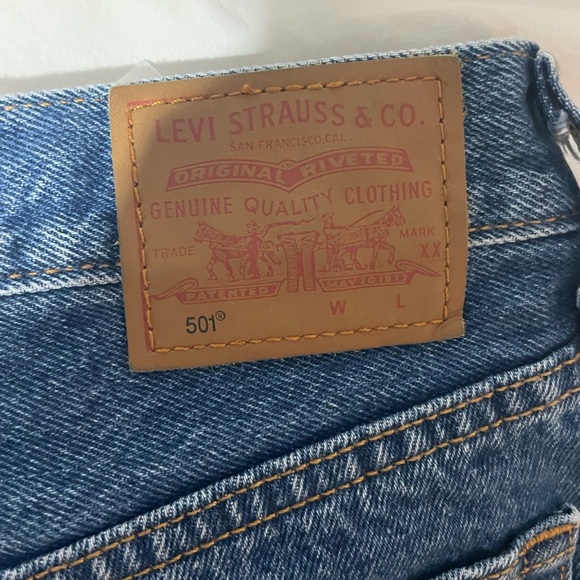 LEVI STRAUSS & CO.
SAN FRANCISCO, CAL.
ORIGINAL RIVETED
GENUINE QUALITY CLOTHING
TRADE MARK
XX
PATENTED MAY 20 1873
501® W L